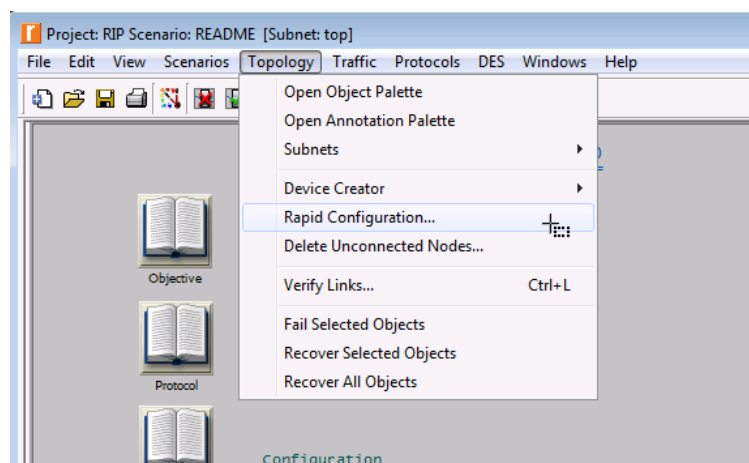 Project: RIP Scenario: README [Subnet: top]
File Edit View Scenarios Topology Traffic Protocols DES Windows Help
Open Object Palette
Open Annotation Palette
Subnets
Device Creator
Rapid Configuration...
Delete Unconnected Nodes...
Objective
Verify Links... Ctrl+L
Fail Selected Objects
Recover Selected Objects
Protocol
Recover All Objects
Configuration